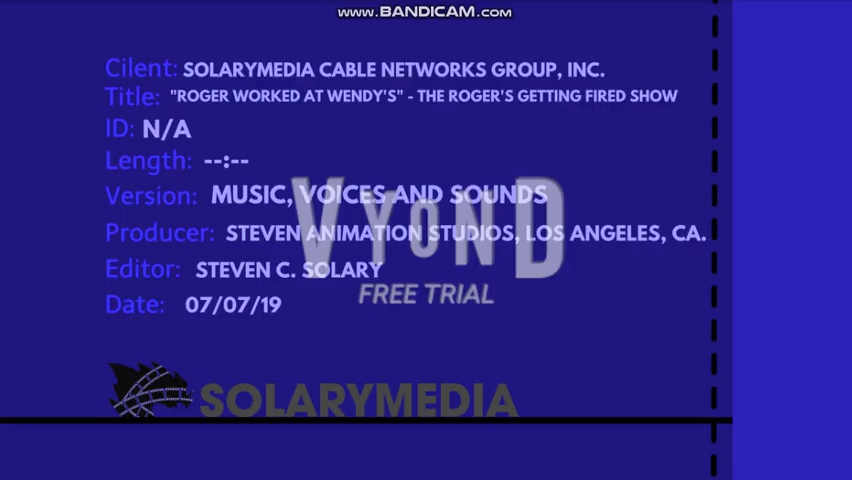 www.BANDICAM.com
Cilent: SOLARYMEDIA CABLE NETWORKS GROUP, INC.
Title: "ROGER WORKED AT WENDY'S" - THE ROGER'S GETTING FIRED SHOW
ID: N/A
Length: --:--
Version: MUSIC, VOICES AND SOUNDS
Producer: STEVEN ANIMATION STUDIOS, LOS ANGELES, CA.
Editor: STEVEN C. SOLARY
Date: 07/07/19
VYOND
FREE TRIAL
SOLARYMEDIA